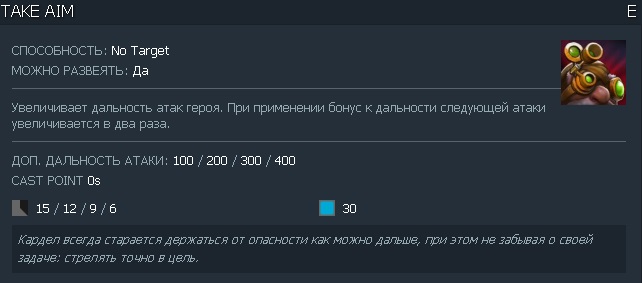 TAKE AIM E
СПОСОБНОСТЬ: No Target
МОЖНО РАЗВЕЯТЬ: Да
Увеличивает дальность атак героя. При применении бонус к дальности следующей атаки
увеличивается в два раза.
ДОП. ДАЛЬНОСТЬ АТАКИ: 100 / 200 / 300 / 400
CAST POINT 0s
15 / 12 / 9 / 6 30
Кардел всегда старается держаться от опасности как можно дальше, при этом не забывая о своей
задаче: стрелять точно в цель.